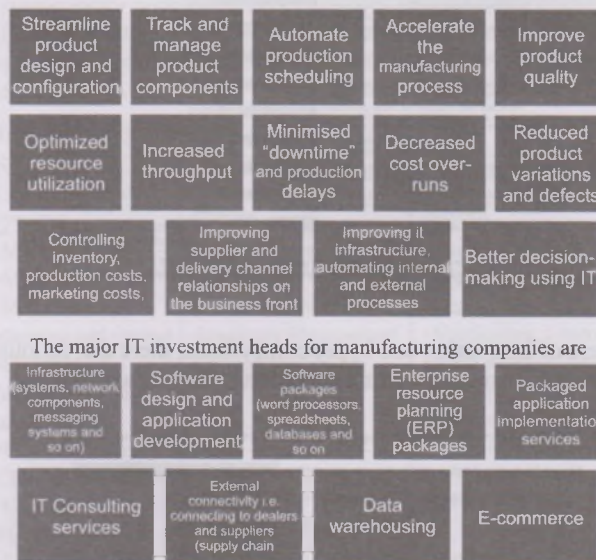 Streamline
product
design and
configuration
Track and
manage
product
components
Automate
production
scheduling
Accelerate
the
manufacturing
process
Improve
product
quality
Optimized
resource
utilization
Increased
throughput
Minimised
"downtime"
and production
delays
Decreased
cost over-
runs
Reduced
product
variations
and defects
Controlling
inventory,
production costs,
marketing costs,
Improving
supplier and
delivery channel
relationships on
the business front
Improving it
infrastructure,
automating internal
and external
processes
Better decision-
making using IT
The major IT investment heads for manufacturing companies are
Infrastructure
(systems, network
components,
messaging
systems and
so on)
Software
design and
application
development
Software
packages
(word processors,
spreadsheets,
databases and
so on
Enterprise
resource
planning
(ERP)
packages
Packaged
application
implementatio
services
IT Consulting
services
External
connectivity i.e.
connecting to dealers
and suppliers
(supply chain
Data
warehousing
E-commerce